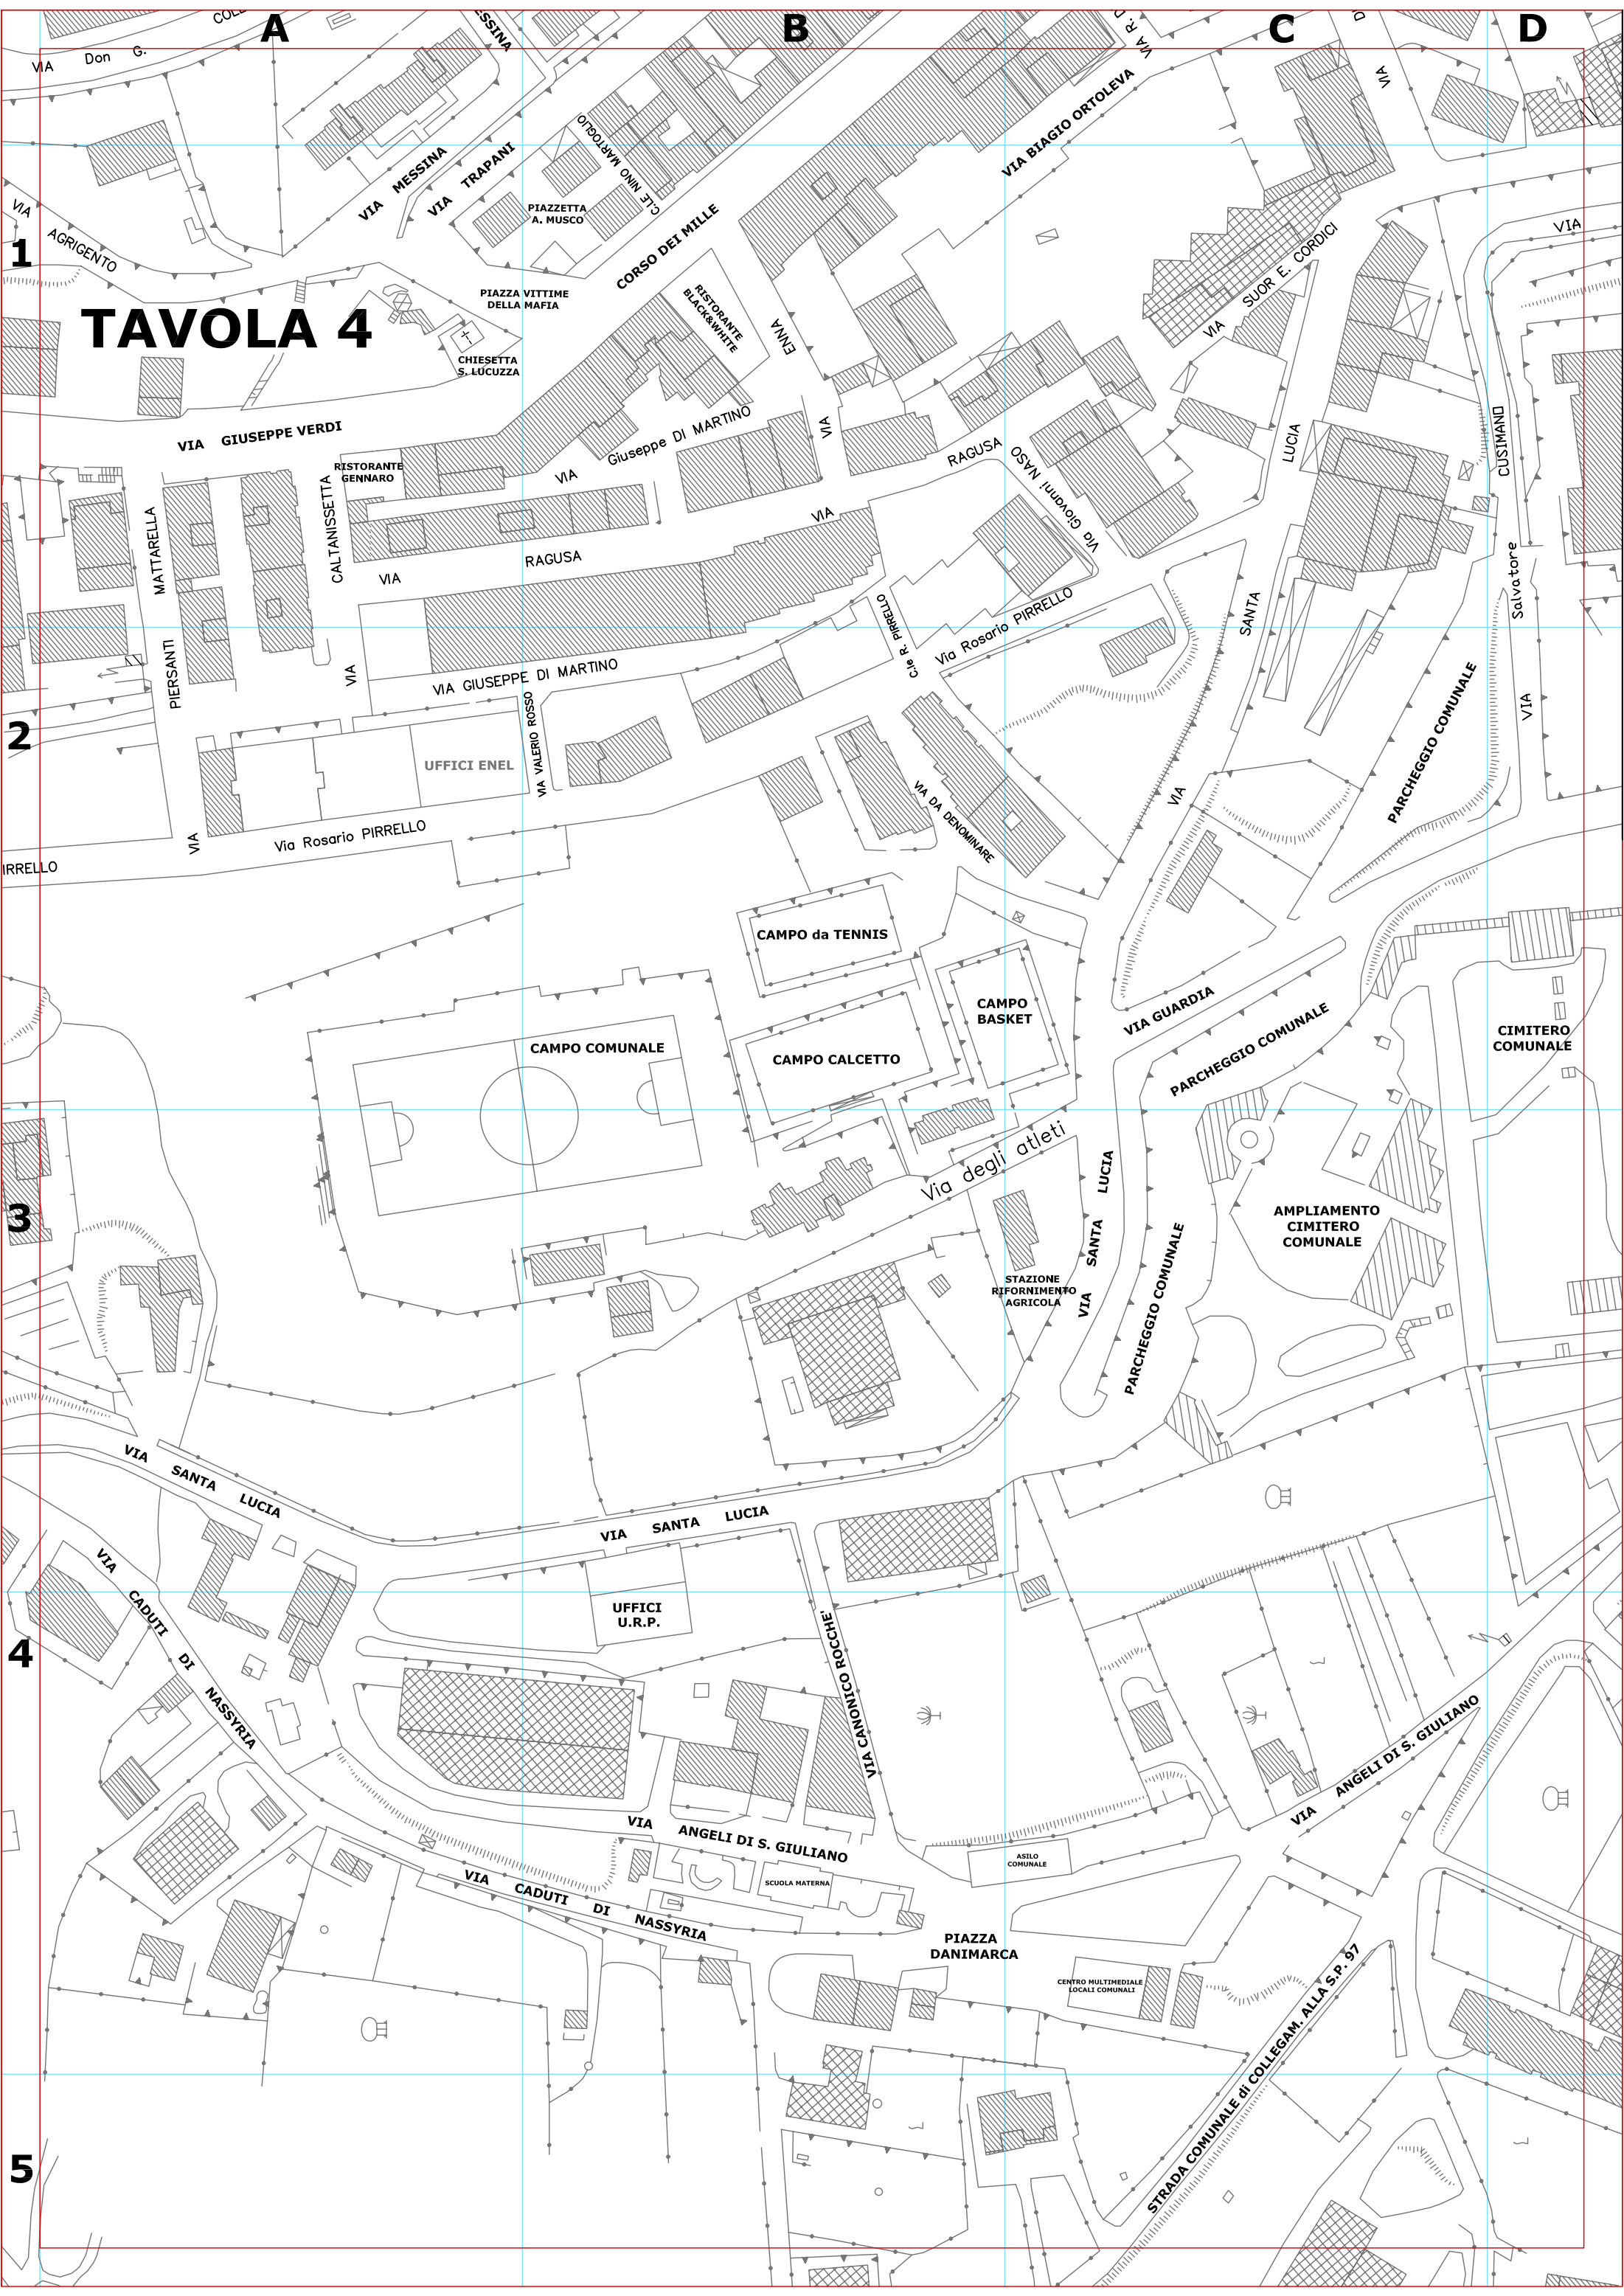 A
B
C
D
1
2
3
4
5
TAVOLA 4
VIA Don G.
ESSINA
VIA R. D
VIA
VIA BIAGIO ORTOLEVA
VIA MESSINA
VIA TRAPANI
C.LE NINO MARTOGLIO
PIAZZETTA
A. MUSCO
VIA
AGRIGENTO
CORSO DEI MILLE
VIA SUOR E. CORDICI
VIA
PIAZZA VITTIME
DELLA MAFIA
RISTORANTE
BLACK&WHITE
ENNA
VIA
CHIESETTA
S. LUCUZZA
VIA GIUSEPPE VERDI
VIA Giuseppe DI MARTINO
RISTORANTE
GENNARO
VIA RAGUSA
Via Giovanni NASO
LUCIA
CUSIMANO
MATTARELLA
CALTANISSETTA
VIA RAGUSA
SANTA
Salvatore
PIERSANTI
VIA
C.le R. PIRRELLO
Via Rosario PIRRELLO
VIA GIUSEPPE DI MARTINO
VIA VALERIO ROSSO
UFFICI ENEL
PARCHEGGIO COMUNALE
VIA
VIA
VIA DA DENOMINARE
VIA
Via Rosario PIRRELLO
IRRELLO
CAMPO da TENNIS
CAMPO
BASKET
VIA GUARDIA
CAMPO COMUNALE
CAMPO CALCETTO
PARCHEGGIO COMUNALE
CIMITERO
COMUNALE
Via degli atleti
VIA SANTA LUCIA
AMPLIAMENTO
CIMITERO
COMUNALE
STAZIONE
RIFORNIMENTO
AGRICOLA
PARCHEGGIO COMUNALE
VIA SANTA LUCIA
VIA SANTA LUCIA
VIA CADUTI DI NASSYRIA
UFFICI
U.R.P.
VIA CANONICO ROCCHE'
VIA ANGELI DI S. GIULIANO
VIA ANGELI DI S. GIULIANO
ASILO
COMUNALE
SCUOLA MATERNA
VIA CADUTI DI NASSYRIA
PIAZZA
DANIMARCA
CENTRO MULTIMEDIALE
LOCALI COMUNALI
STRADA COMUNALE di COLLEGAM. ALLA S.P. 97